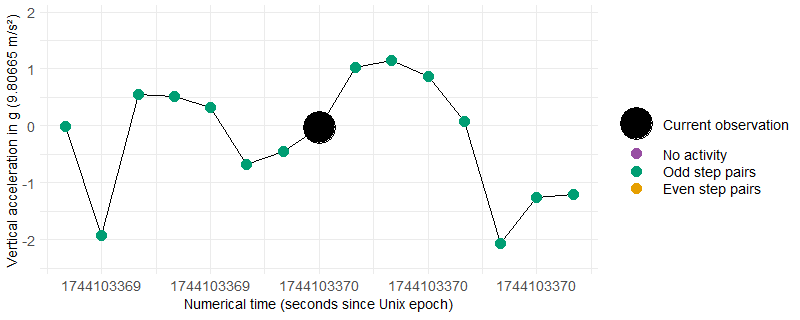 Vertical acceleration in g (9.80665 m/s²)
2
1
0
-1
-2
1744103369 1744103369 1744103370 1744103370 1744103370
Numerical time (seconds since Unix epoch)
Current observation
No activity
Odd step pairs
Even step pairs